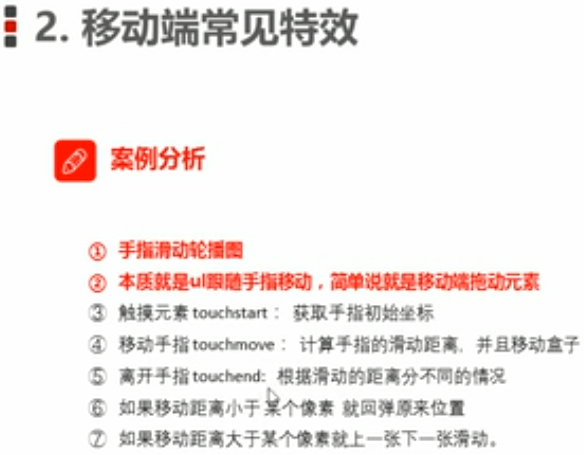 2. 移动端常见特效
案例分析
① 手指滑动轮播图
② 本质就是ul跟随手指移动，简单说就是移动端拖动元素
③ 触摸元素 touchstart： 获取手指初始坐标
④ 移动手指 touchmove： 计算手指的滑动距离，并且移动盒子
⑤ 离开手指 touchend: 根据滑动的距离分不同的情况
⑥ 如果移动距离小于 某个像素 就回弹原来位置
⑦ 如果移动距离大于某个像素就上一张下一张滑动。